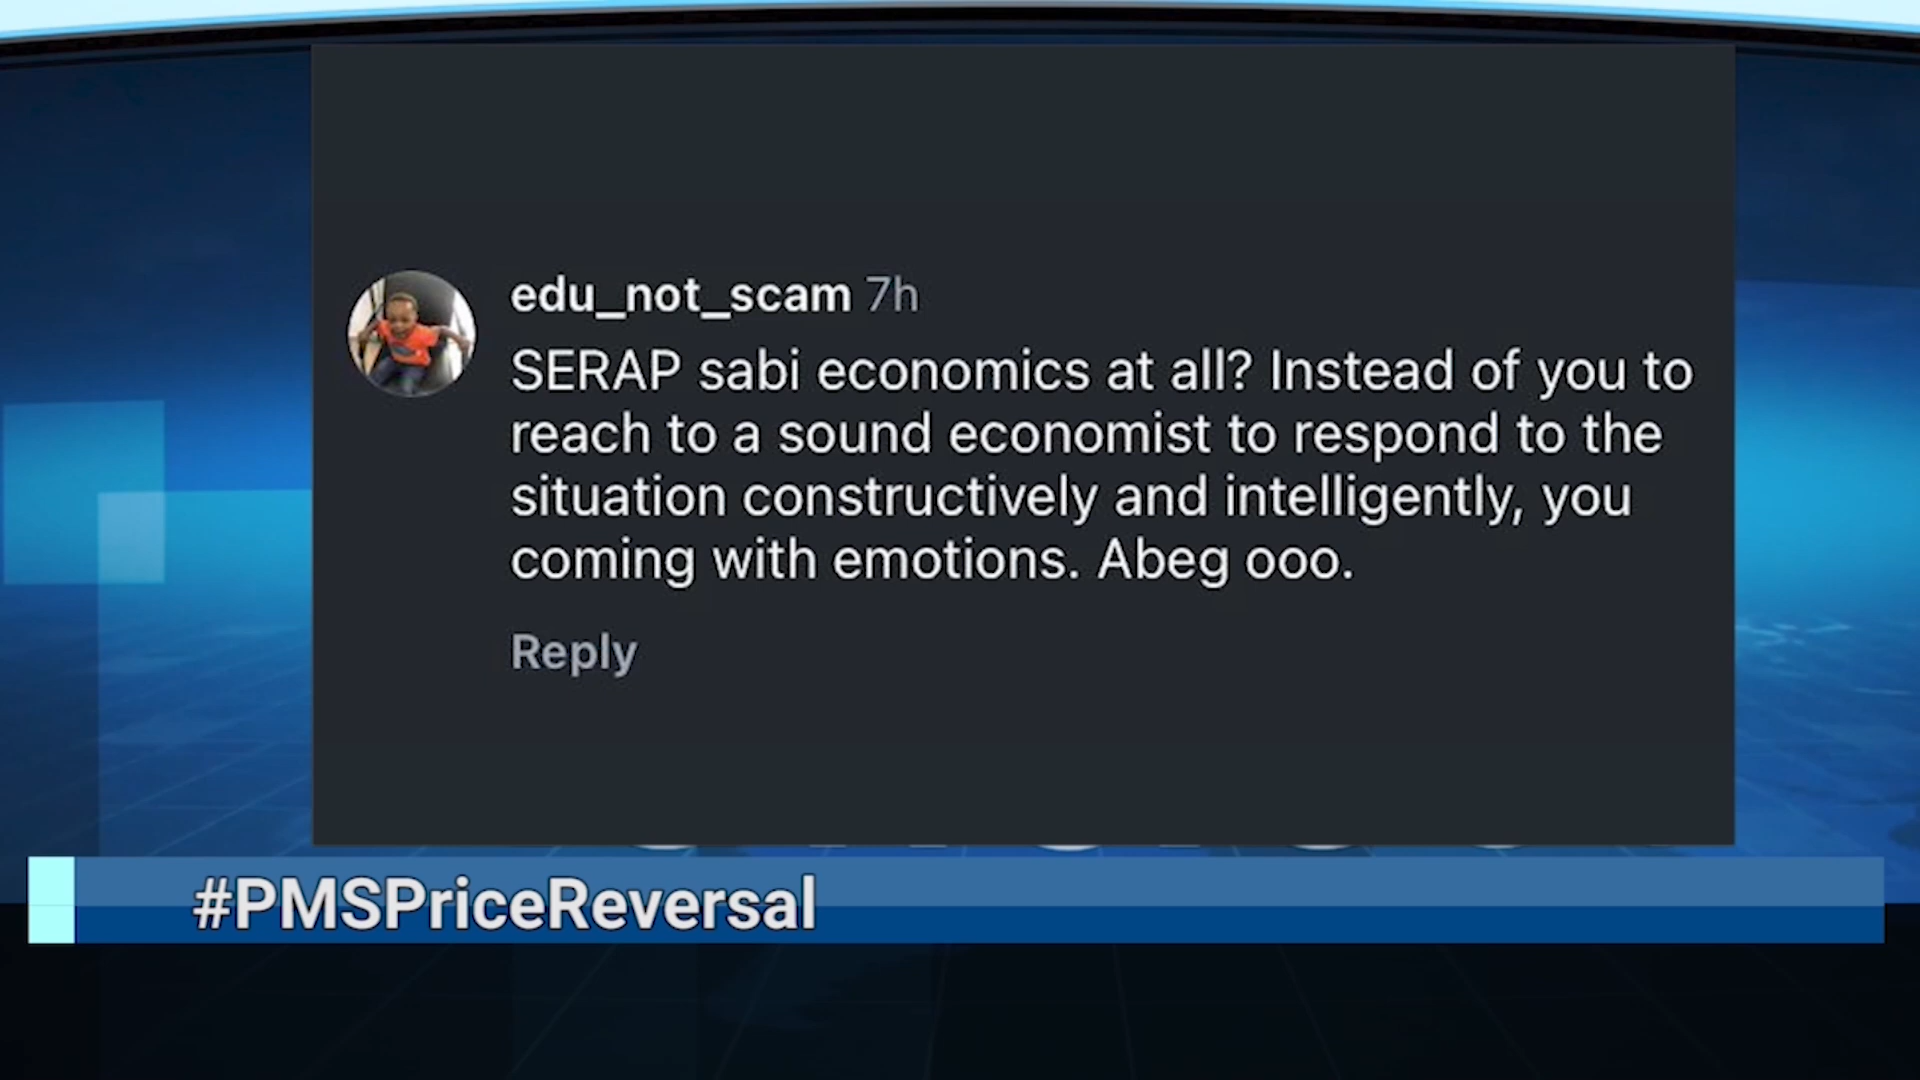 edu_not_scam 7h
SERAP sabi economics at all? Instead of you to
reach to a sound economist to respond to the
situation constructively and intelligently, you
coming with emotions. Abeg ooo.
Reply
#PMSPriceReversal